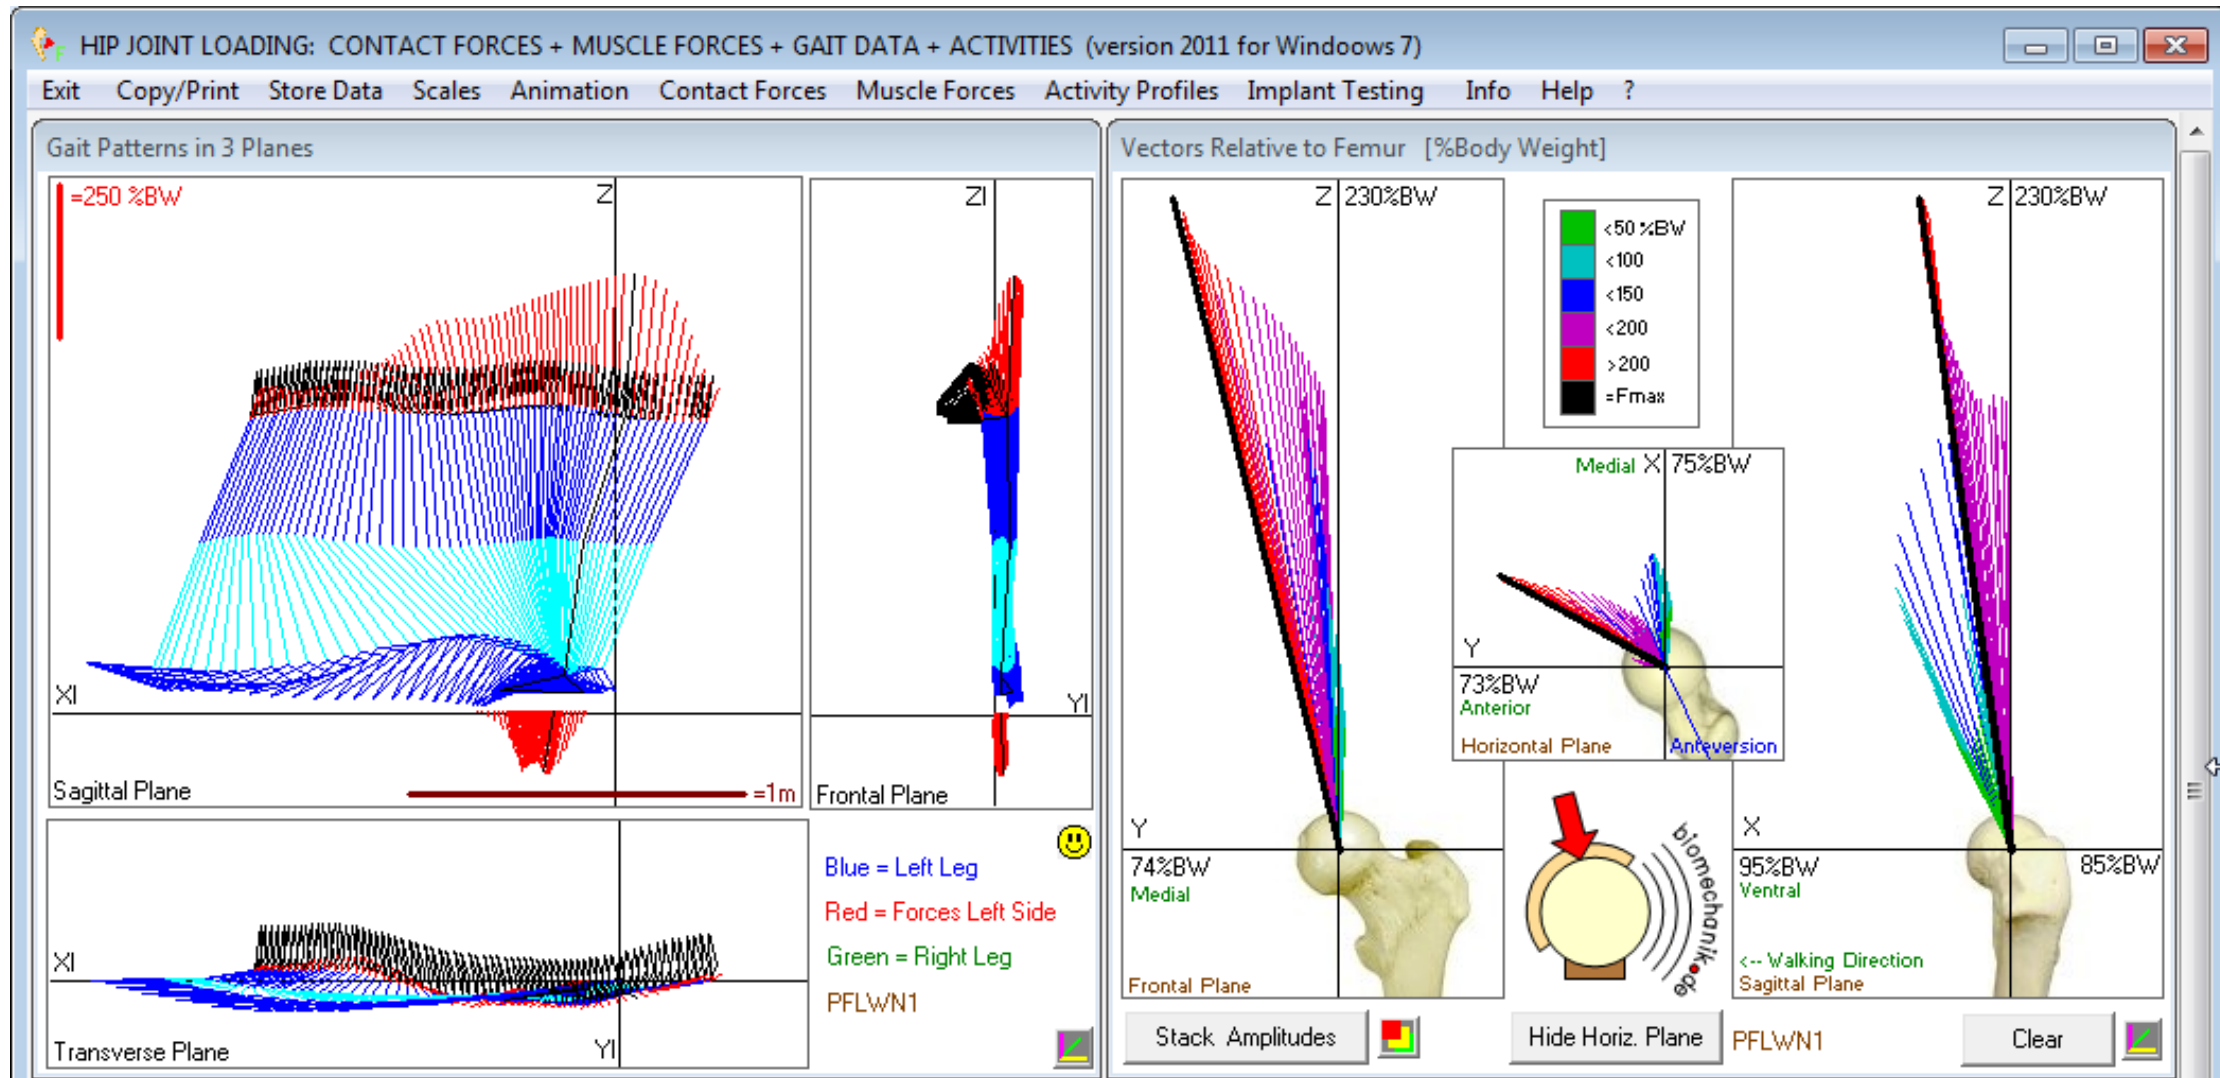 HIP JOINT LOADING: CONTACT FORCES + MUSCLE FORCES + GAIT DATA + ACTIVITIES (version 2011 for Windoows 7)
Exit Copy/Print Store Data Scales Animation Contact Forces Muscle Forces Activity Profiles Implant Testing Info Help ?
Gait Patterns in 3 Planes
=250 %BW
Z
XI
Sagittal Plane
=1m
ZI
YI
Frontal Plane
XI
YI
Transverse Plane
Blue = Left Leg
Red = Forces Left Side
Green = Right Leg
PFLWN1
Vectors Relative to Femur [%Body Weight]
Z 230%BW
Y
74%BW
Medial
Frontal Plane
<50 %BW
<100
<150
<200
>200
=Fmax
Medial X 75%BW
Y
73%BW
Anterior
Horizontal Plane
Anteversion
biomechanik.de
Z 230%BW
X
95%BW
85%BW
Ventral
<-- Walking Direction
Sagittal Plane
Stack Amplitudes
Hide Horiz. Plane
PFLWN1
Clear